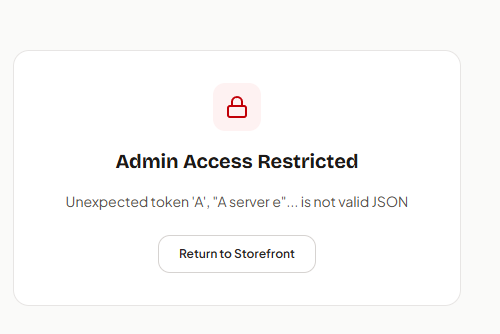 Admin Access Restricted
Unexpected token 'A', "A server e"... is not valid JSON
Return to Storefront